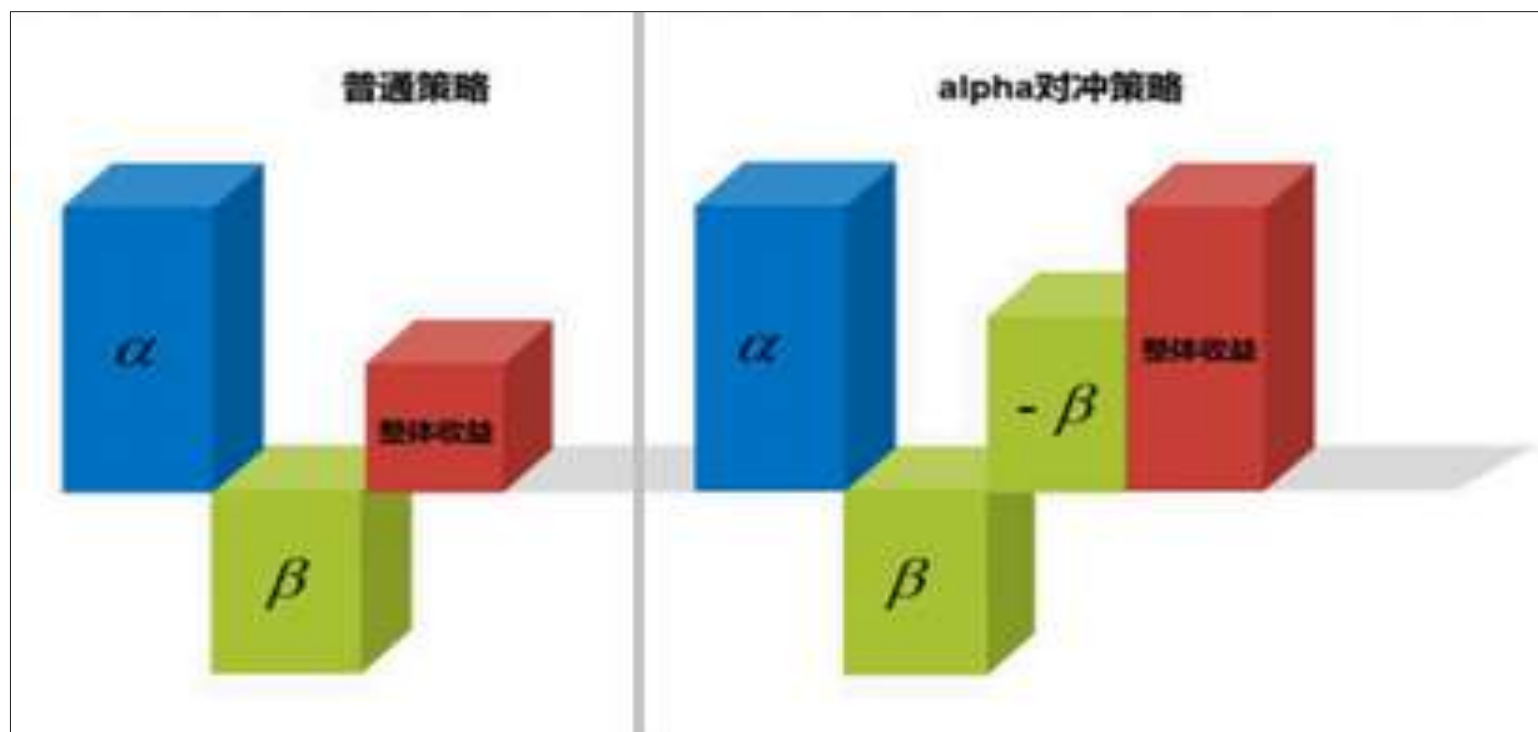 普通策略
α
β
整体收益
alpha对冲策略
α
β
- β
整体收益